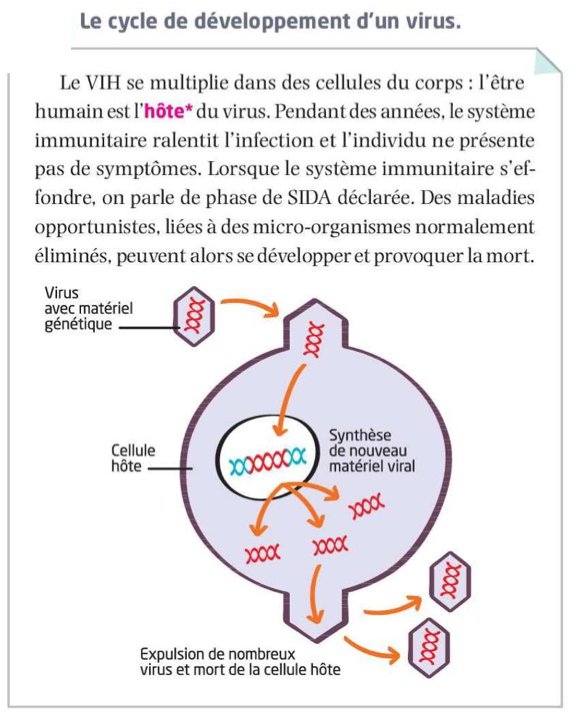 Le cycle de développement d'un virus.
Le VIH se multiplie dans des cellules du corps : l'être
humain est l'hôte* du virus. Pendant des années, le système
immunitaire ralentit l'infection et l'individu ne présente
pas de symptômes. Lorsque le système immunitaire s'ef-
fondre, on parle de phase de SIDA déclarée. Des maladies
opportunistes, liées à des micro-organismes normalement
éliminés, peuvent alors se développer et provoquer la mort.
Virus
avec matériel
génétique
Cellule
hôte
Synthèse
de nouveau
matériel viral
Expulsion de nombreux
virus et mort de la cellule hôte